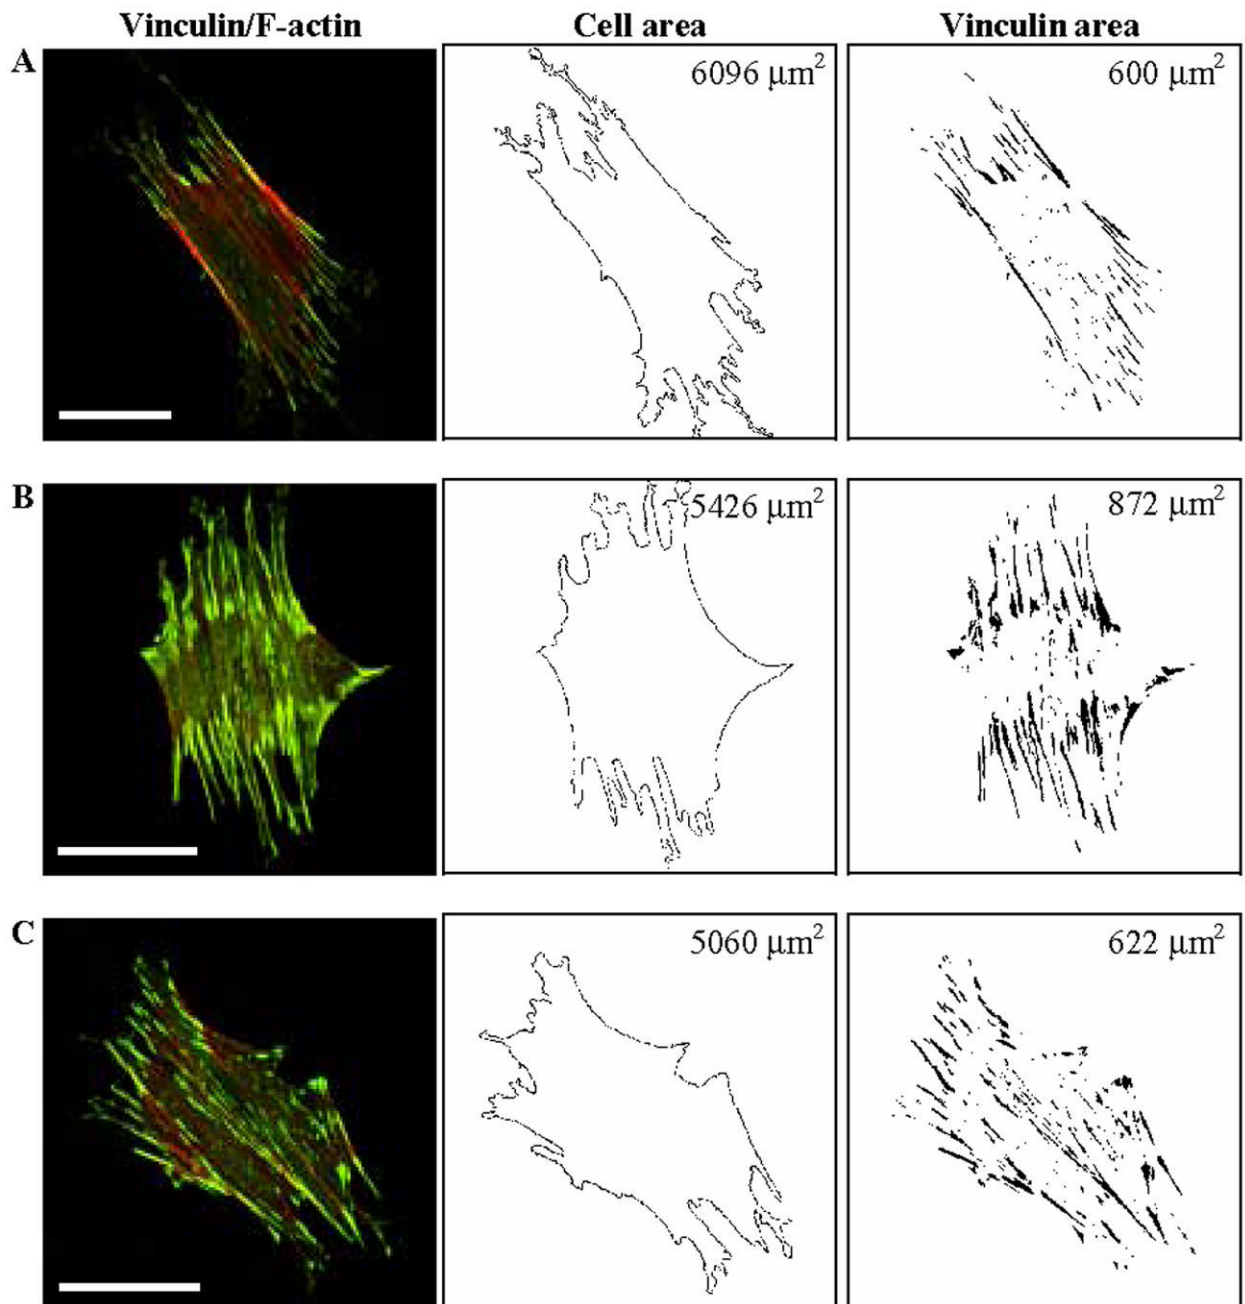 Vinculin/F-actin Cell area Vinculin area
A 6096 μm² 600 μm²
B 5426 μm² 872 μm²
C 5060 μm² 622 μm²